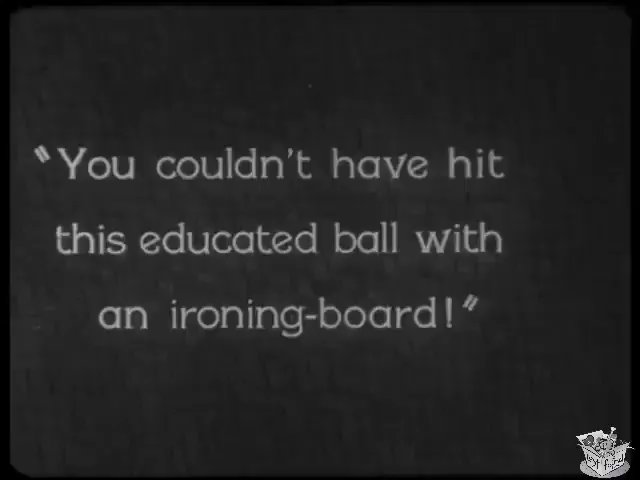 "You couldn't have hit
this educated ball with
an ironing-board!"